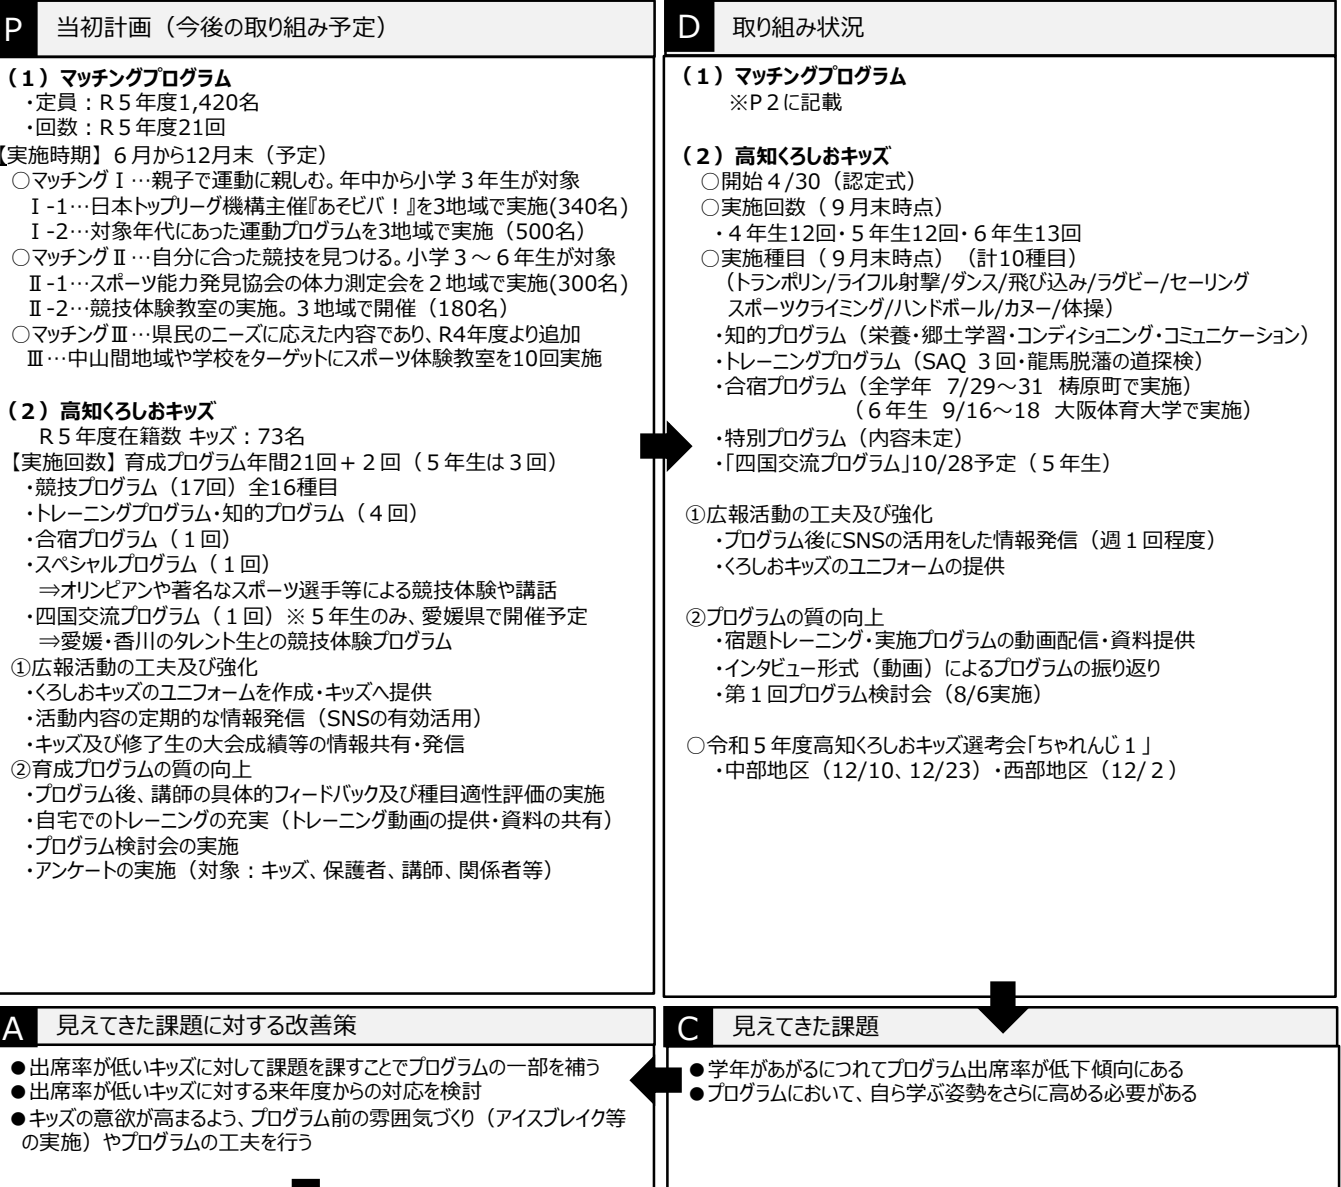 P 当初計画（今後の取り組み予定）
（１）マッチングプログラム
・定員：R５年度1,420名
・回数：R５年度21回
【実施時期】６月から12月末（予定）
○マッチングⅠ…親子で運動に親しむ。年中から小学３年生が対象
Ⅰ-1…日本トップリーグ機構主催『あそビバ！』を3地域で実施(340名)
Ⅰ-2…対象年代にあった運動プログラムを3地域で実施（500名）
○マッチングⅡ…自分に合った競技を見つける。小学３～６年生が対象
Ⅱ-1…スポーツ能力発見協会の体力測定会を２地域で実施(300名)
Ⅱ-2…競技体験教室の実施。３地域で開催（180名）
○マッチングⅢ…県民のニーズに応えた内容であり、R4年度より追加
Ⅲ…中山間地域や学校をターゲットにスポーツ体験教室を10回実施
（２）高知くろしおキッズ
R５年度在籍数 キッズ：73名
【実施回数】育成プログラム年間21回＋２回（５年生は３回）
・競技プログラム（17回）全16種目
・トレーニングプログラム・知的プログラム（４回）
・合宿プログラム（１回）
・スペシャルプログラム（１回）
⇒オリンピアンや著名なスポーツ選手等による競技体験や講話
・四国交流プログラム（１回）※５年生のみ、愛媛県で開催予定
⇒愛媛・香川のタレント生との競技体験プログラム
①広報活動の工夫及び強化
・くろしおキッズのユニフォームを作成・キッズへ提供
・活動内容の定期的な情報発信（SNSの有効活用）
・キッズ及び修了生の大会成績等の情報共有・発信
②育成プログラムの質の向上
・プログラム後、講師の具体的フィードバック及び種目適性評価の実施
・自宅でのトレーニングの充実（トレーニング動画の提供・資料の共有）
・プログラム検討会の実施
・アンケートの実施（対象：キッズ、保護者、講師、関係者等）
D 取り組み状況
（１）マッチングプログラム
※P２に記載
（２）高知くろしおキッズ
○開始４/30（認定式）
○実施回数（９月末時点）
・４年生12回・５年生12回・６年生13回
○実施種目（９月末時点）（計10種目）
（トランポリン/ライフル射撃/ダンス/飛び込み/ラグビー/セーリング
スポーツクライミング/ハンドボール/カヌー/体操）
・知的プログラム（栄養・郷土学習・コンディショニング・コミュニケーション）
・トレーニングプログラム（SAQ ３回・龍馬脱藩の道探検）
・合宿プログラム（全学年 7/29～31 梼原町で実施）
（６年生 9/16～18 大阪体育大学で実施）
・特別プログラム（内容未定）
・「四国交流プログラム」10/28予定（５年生）
①広報活動の工夫及び強化
・プログラム後にSNSの活用をした情報発信（週１回程度）
・くろしおキッズのユニフォームの提供
②プログラムの質の向上
・宿題トレーニング・実施プログラムの動画配信・資料提供
・インタビュー形式（動画）によるプログラムの振り返り
・第１回プログラム検討会（8/6実施）
○令和５年度高知くろしおキッズ選考会「ちゃれんじ１」
・中部地区（12/10、12/23）・西部地区（12/２）
A 見えてきた課題に対する改善策
●出席率が低いキッズに対して課題を課すことでプログラムの一部を補う
●出席率が低いキッズに対する来年度からの対応を検討
●キッズの意欲が高まるよう、プログラム前の雰囲気づくり（アイスブレイク等
の実施）やプログラムの工夫を行う
C 見えてきた課題
●学年があがるにつれてプログラム出席率が低下傾向にある
●プログラムにおいて、自ら学ぶ姿勢をさらに高める必要がある